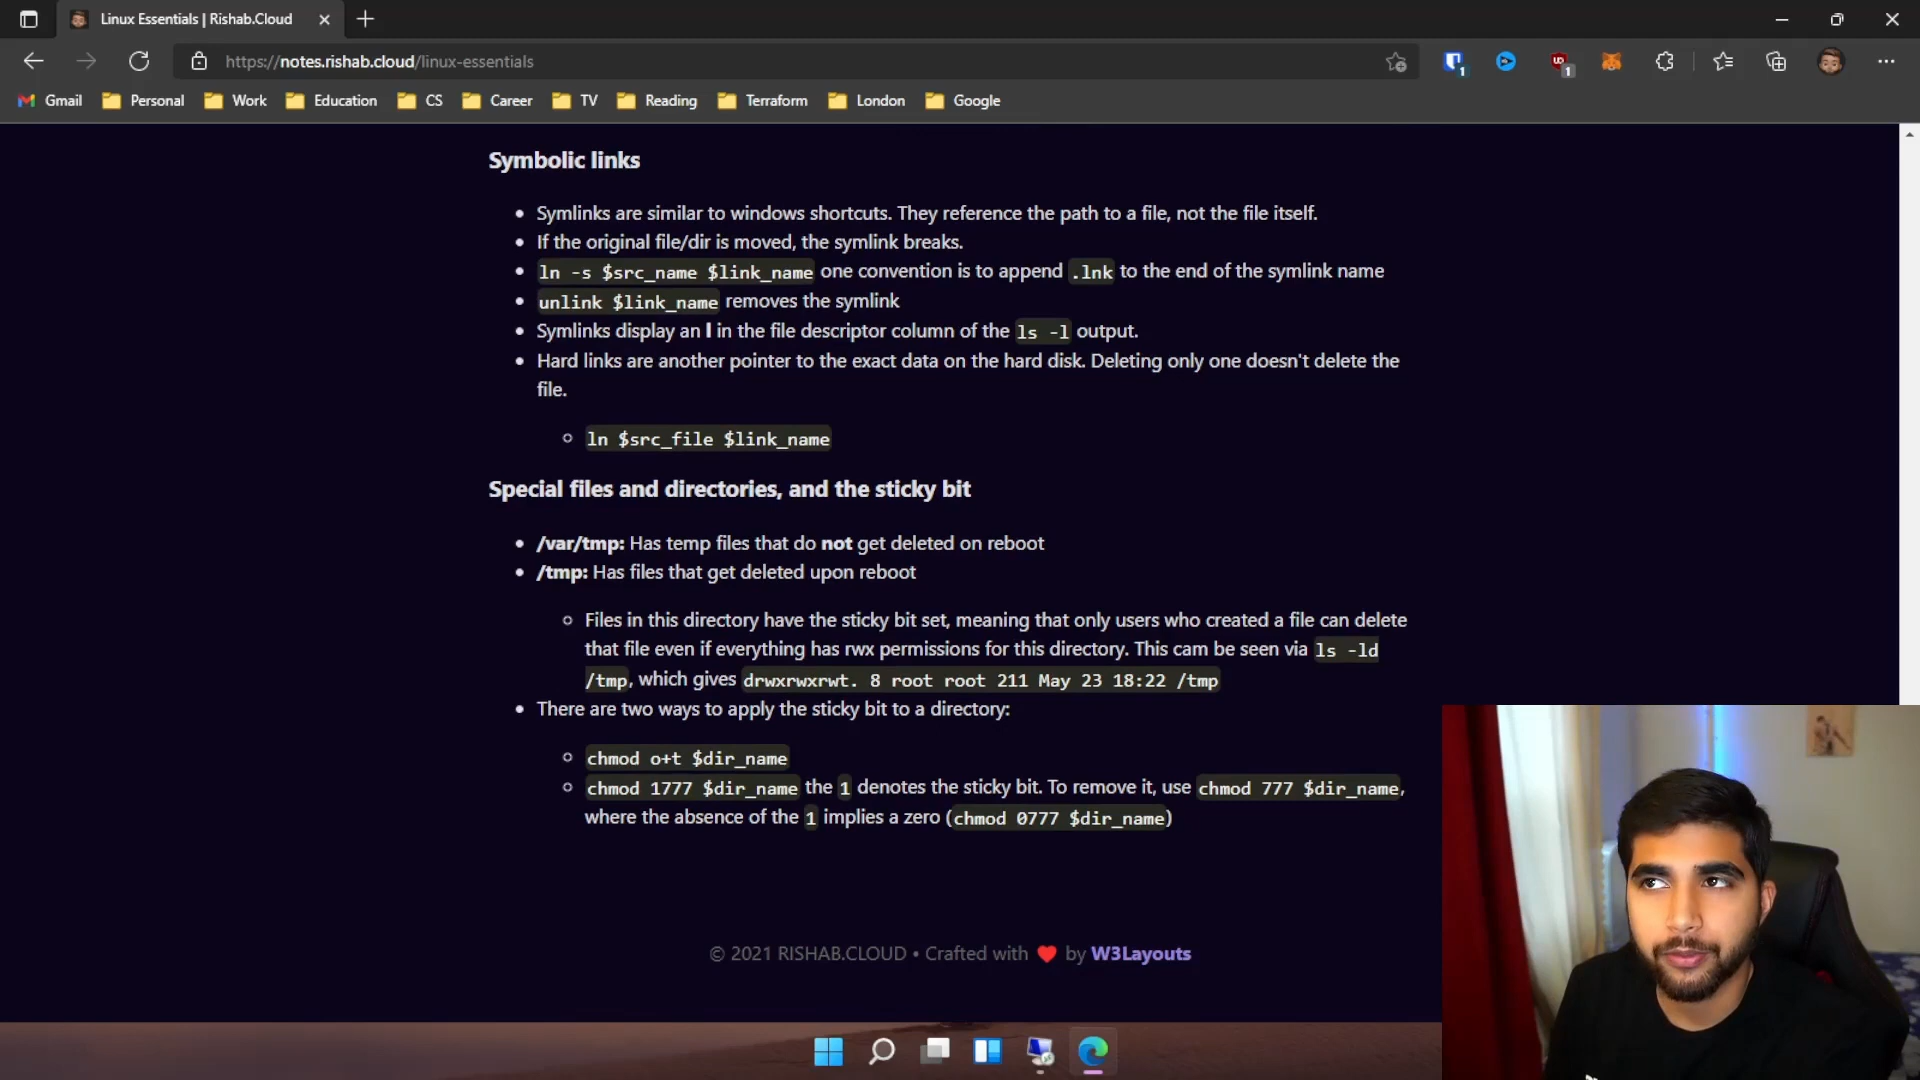 Linux Essentials | Rishab.Cloud
https://notes.rishab.cloud/linux-essentials
1
1
Gmail Personal Work Education CS Career TV Reading Terraform London Google
Symbolic links
Symlinks are similar to windows shortcuts. They reference the path to a file, not the file itself.
If the original file/dir is moved, the symlink breaks.
ln -s $src_name $link_name one convention is to append .lnk to the end of the symlink name
unlink $link_name removes the symlink
Symlinks display an l in the file descriptor column of the ls -l output.
Hard links are another pointer to the exact data on the hard disk. Deleting only one doesn't delete the
file.
ln $src_file $link_name
Special files and directories, and the sticky bit
/var/tmp: Has temp files that do not get deleted on reboot
/tmp: Has files that get deleted upon reboot
Files in this directory have the sticky bit set, meaning that only users who created a file can delete
that file even if everything has rwx permissions for this directory. This cam be seen via ls -ld
/tmp, which gives drwxrwxrwt. 8 root root 211 May 23 18:22 /tmp
There are two ways to apply the sticky bit to a directory:
chmod o+t $dir_name
chmod 1777 $dir_name the 1 denotes the sticky bit. To remove it, use chmod 777 $dir_name,
where the absence of the 1 implies a zero (chmod 0777 $dir_name)
© 2021 RISHAB.CLOUD • Crafted with ❤ by W3Layouts